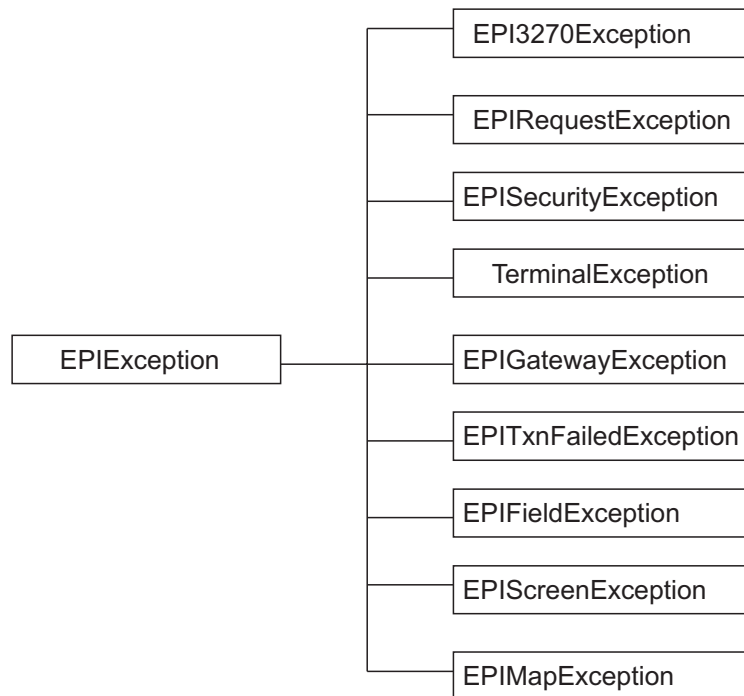 EPI3270Exception
EPIRequestException
EPISecurityException
TerminalException
EPIException
EPIGatewayException
EPITxnFailedException
EPIFieldException
EPIScreenException
EPIMapException